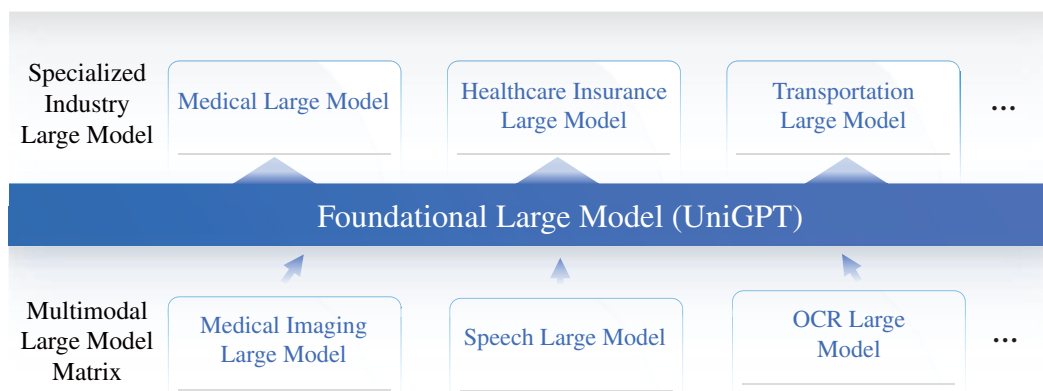 Specialized
Industry
Large Model
Medical Large Model
Healthcare Insurance
Large Model
Transportation
Large Model
...
Foundational Large Model (UniGPT)
Multimodal
Large Model
Matrix
Medical Imaging
Large Model
Speech Large Model
OCR Large
Model
...